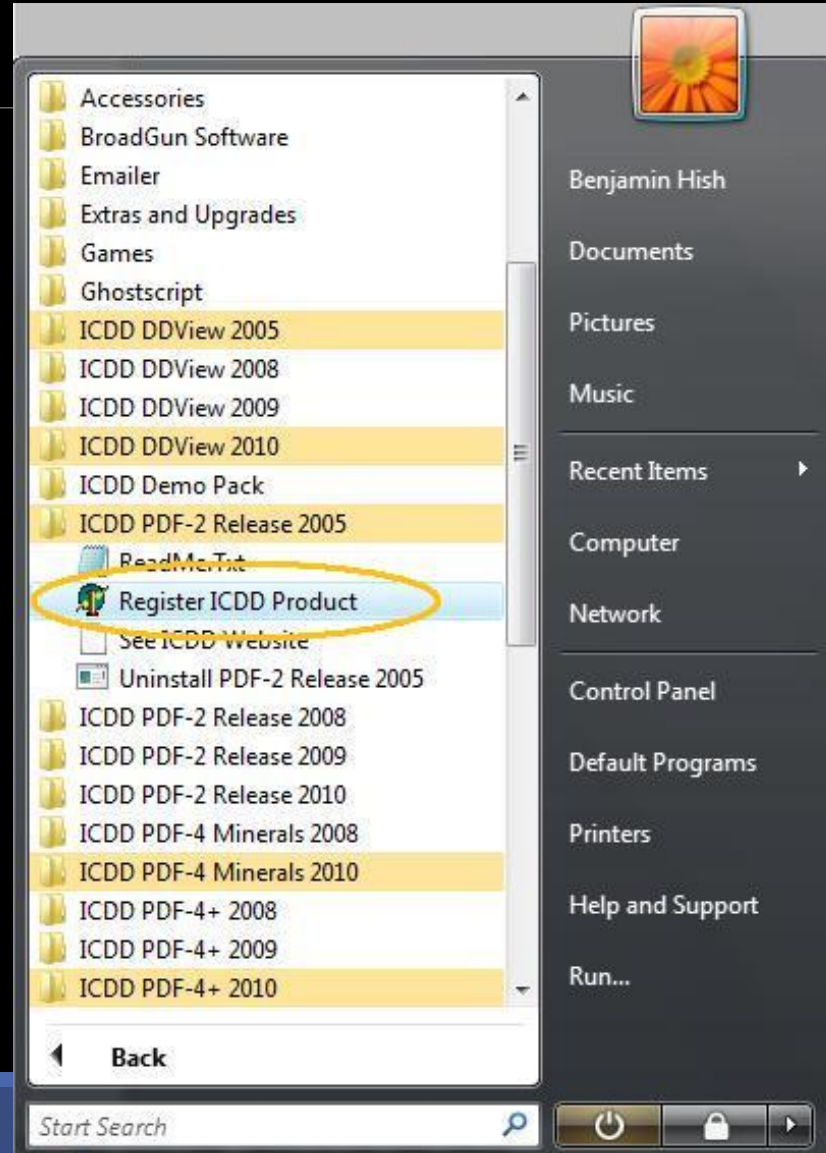 Accessories
BroadGun Software
Emailer
Extras and Upgrades
Games
Ghostscript
ICDD DDView 2005
ICDD DDView 2008
ICDD DDView 2009
ICDD DDView 2010
ICDD Demo Pack
ICDD PDF-2 Release 2005
ReadMe.Txt
Register ICDD Product
See ICDD Website
Uninstall PDF-2 Release 2005
ICDD PDF-2 Release 2008
ICDD PDF-2 Release 2009
ICDD PDF-2 Release 2010
ICDD PDF-4 Minerals 2008
ICDD PDF-4 Minerals 2010
ICDD PDF-4+ 2008
ICDD PDF-4+ 2009
ICDD PDF-4+ 2010
Back
Start Search
Benjamin Hish
Documents
Pictures
Music
Recent Items
Computer
Network
Control Panel
Default Programs
Printers
Help and Support
Run...